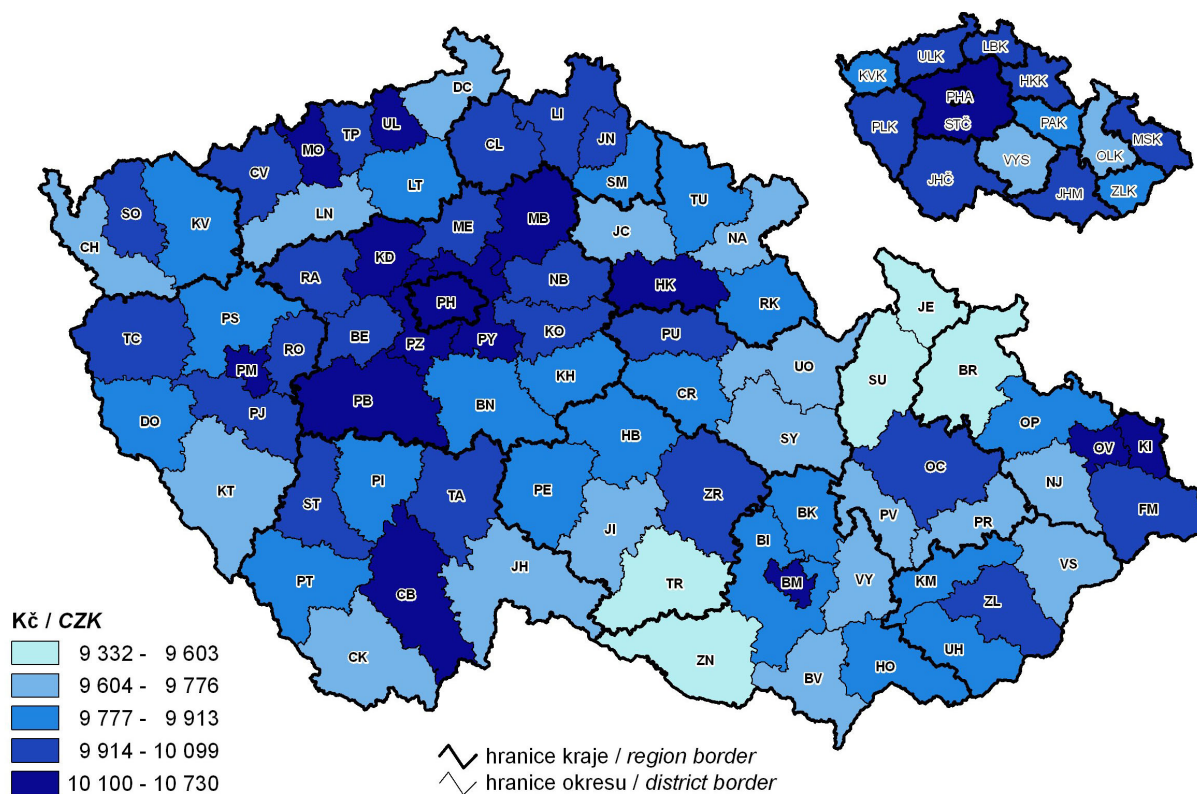 DC
UL
LI
TP
MO
CL
JN
CV
LT
SM
TU
LN
SO
KV
ME
MB
JC
NA
CH
KD
RA
NB
HK
PH
RK
PS
TC
RO
BE
PZ
PY
KO
PU
PM
UO
PB
BN
KH
CR
DO
PJ
HB
SY
KT
PI
TA
PE
ZR
ST
JI
BK
BI
JH
PT
CB
TR
BM
VY
CK
ZN
BV
HO
JE
SU
BR
OP
OV
KI
OC
NJ
FM
PV
PR
VS
KM
ZL
UH
KVK
ULK
LBK
HKK
PHA
STČ
PAK
PLK
MSK
VYS
OLK
JHČ
JHM
ZLK
Kč / CZK
9 332 - 9 603
9 604 - 9 776
9 777 - 9 913
9 914 - 10 099
10 100 - 10 730
hranice kraje / region border
hranice okresu / district border